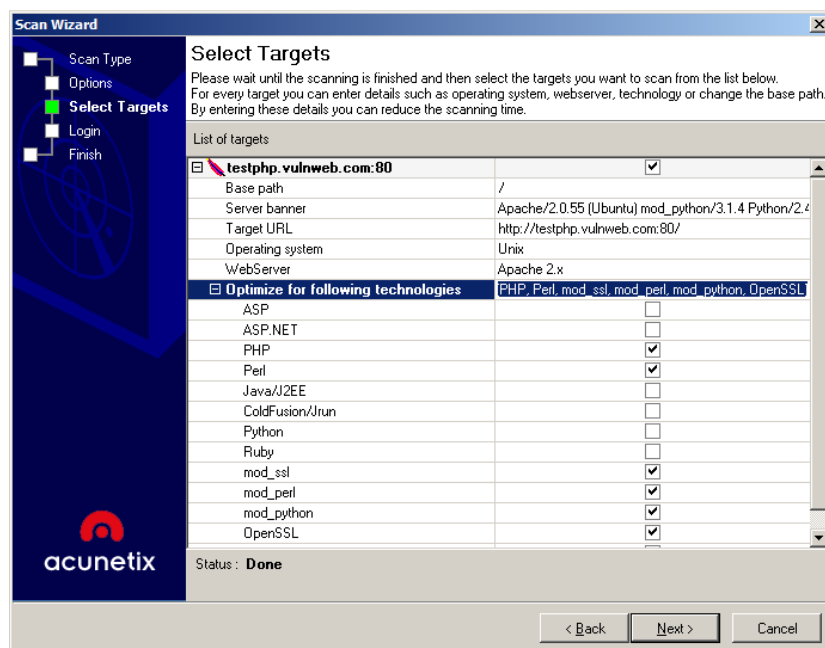 Scan Wizard
Scan Type
Options
Select Targets
Login
Finish
acunetix
Select Targets
Please wait until the scanning is finished and then select the targets you want to scan from the list below.
For every target you can enter details such as operating system, webserver, technology or change the base path.
By entering these details you can reduce the scanning time.
List of targets
testphp.vulnweb.com:80
Base path /
Server banner Apache/2.0.55 (Ubuntu) mod_python/3.1.4 Python/2.4
Target URL http://testphp.vulnweb.com:80/
Operating system Unix
WebServer Apache 2.x
Optimize for following technologies [PHP, Perl, mod_ssl, mod_perl, mod_python, OpenSSL]
ASP
ASP.NET
PHP
Perl
Java/J2EE
ColdFusion/Jrun
Python
Ruby
mod_ssl
mod_perl
mod_python
OpenSSL
Status : Done
< Back Next > Cancel